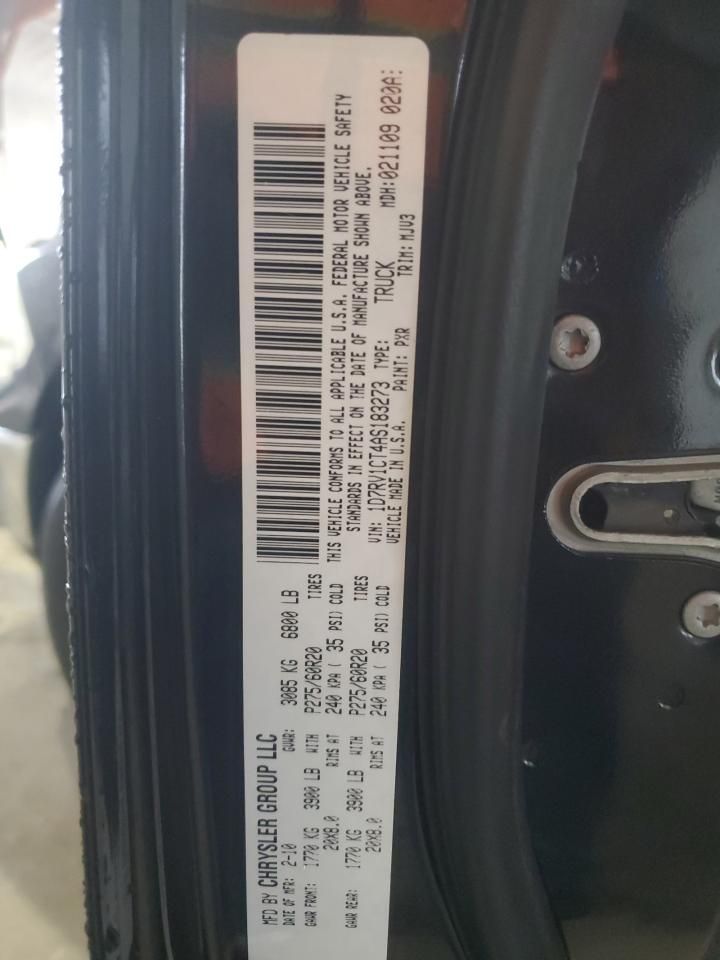 MFD BY CHRYSLER GROUP LLC
DATE OF MFR: 2-10 GVWR: 3085 KG 6800 LB
GAWR FRONT: 1770 KG 3900 LB WITH P275/60R20 TIRES
20X8.0 RIMS AT 240 KPA ( 35 PSI) COLD
GAWR REAR: 1770 KG 3900 LB WITH P275/60R20 TIRES
20X8.0 RIMS AT 240 KPA ( 35 PSI) COLD
THIS VEHICLE CONFORMS TO ALL APPLICABLE U.S.A. FEDERAL MOTOR VEHICLE SAFETY
STANDARDS IN EFFECT ON THE DATE OF MANUFACTURE SHOWN ABOVE.
VIN: 1D7RV1CT4AS183273 TYPE: TRUCK MDH:021109 020A:
VEHICLE MADE IN U.S.A. PAINT: PXR TRIM: MJV3